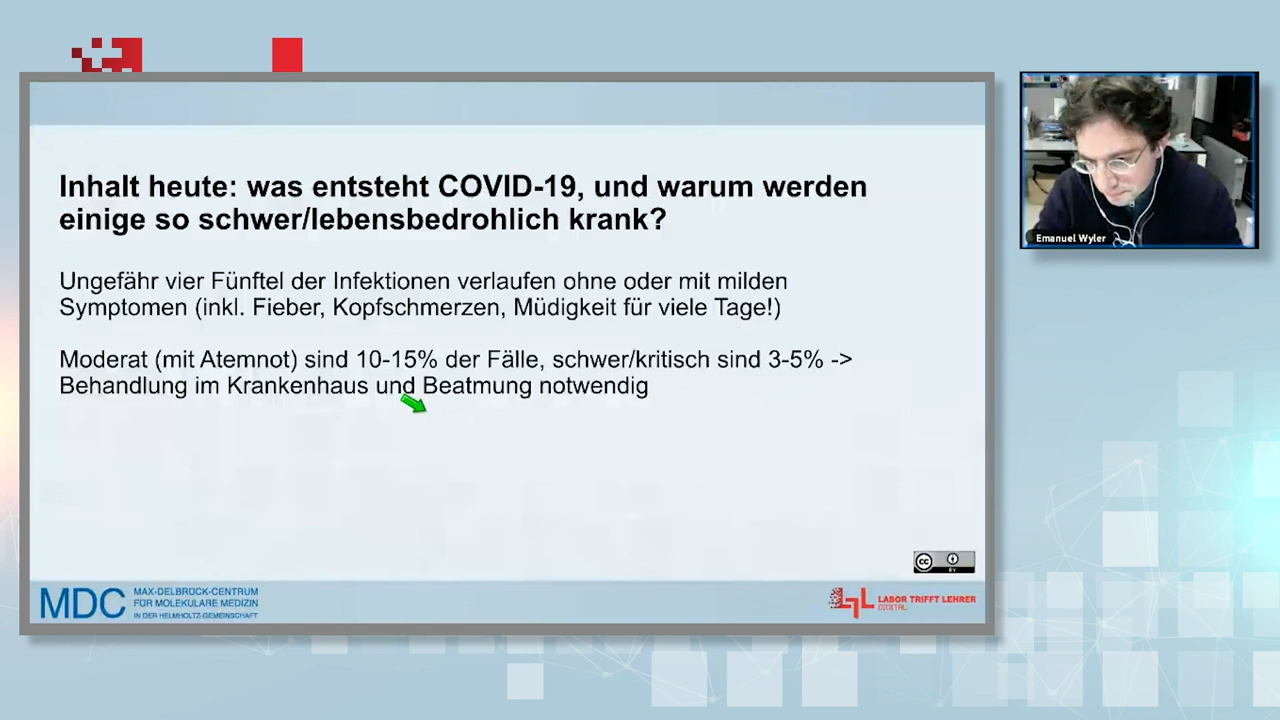 Inhalt heute: was entsteht COVID-19, und warum werden
einige so schwer/lebensbedrohlich krank?
Ungefähr vier Fünftel der Infektionen verlaufen ohne oder mit milden
Symptomen (inkl. Fieber, Kopfschmerzen, Müdigkeit für viele Tage!)
Moderat (mit Atemnot) sind 10-15% der Fälle, schwer/kritisch sind 3-5% ->
Behandlung im Krankenhaus und Beatmung notwendig
Emanuel Wyler
cc
BY
MDC
MAX-DELBRÜCK-CENTRUM
FÜR MOLEKULARE MEDIZIN
IN DER HELMHOLTZ-GEMEINSCHAFT
LABOR TRIFFT LEHRER
DIGITAL